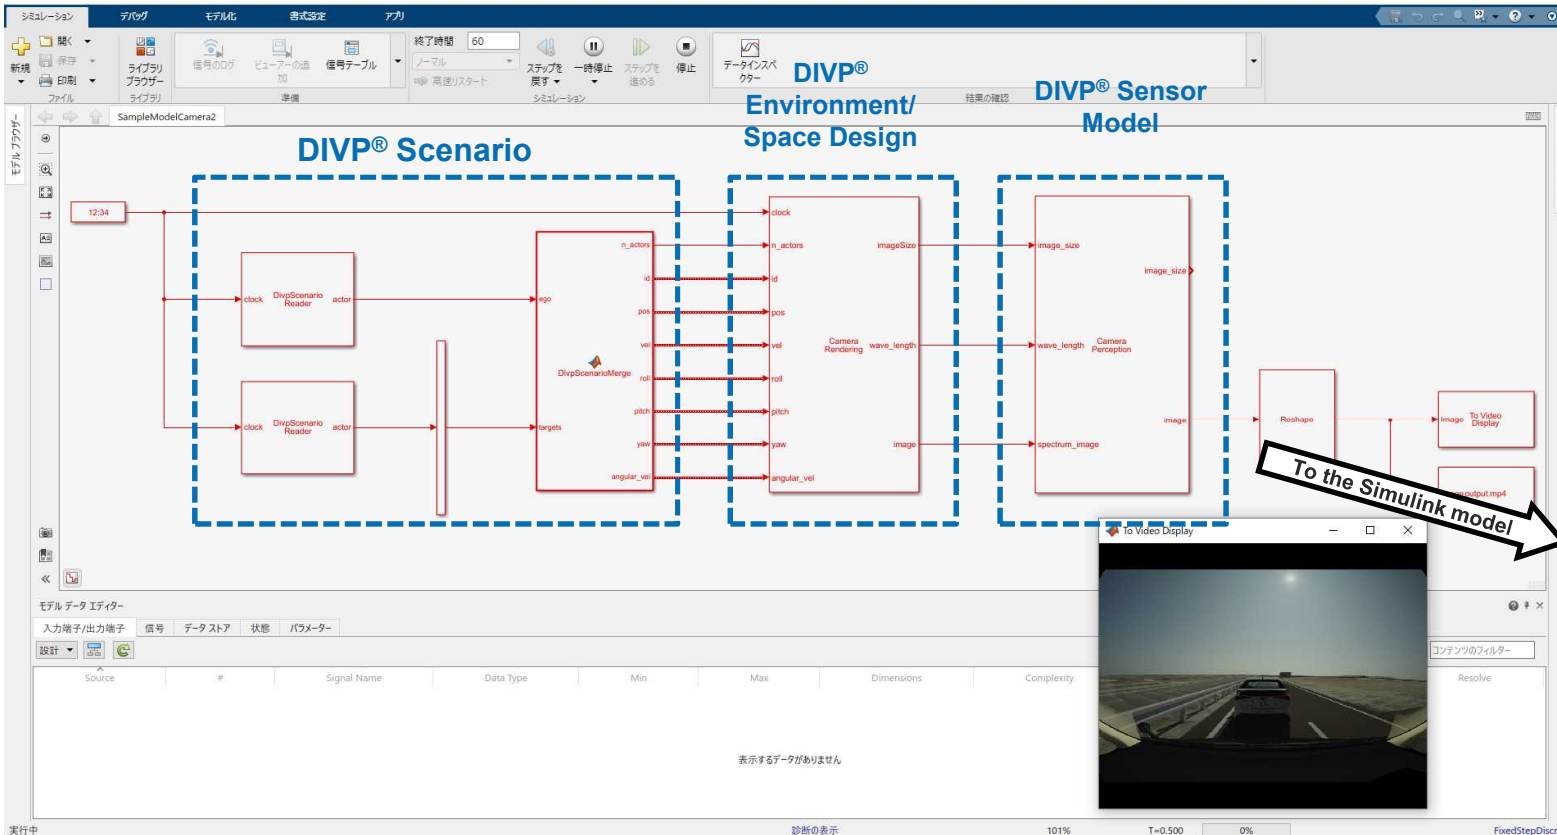 シミュレーション
デバッグ
モデル化
書式設定
アプリ
新規
開く
保存
印刷
ファイル
ライブラリ
ブラウザー
ライブラリ
信号のログ
ビューアーの追
加
信号テーブル
準備
終了時間 60
ノーマル
高速リスタート
ステップを
戻す
一時停止
ステップを
進める
停止
シミュレーション
データインスペ
クター
結果の確認
DIVP® Scenario
DIVP®
Environment/
Space Design
DIVP® Sensor
Model
モデル ブラウザー
SampleModelCamera2
12:34
clock
DivpScenario
Reader
actor
clock
DivpScenario
Reader
actor
ego
targets
DivpScenarioMerge
n_actors
id
pos
vel
roll
pitch
yaw
angular_vel
clock
n_actors
id
pos
vel
roll
pitch
yaw
angular_vel
Camera
Rendering
imageSize
wave_length
image
image_size
wave_length
spectrum_image
Camera
Perception
image_size
image
Reshape
Image
To Video
Display
output.mp4
To the Simulink model
To Video Display
モデル データ エディター
入力端子/出力端子
信号
データ ストア
状態
パラメーター
設計
コンテンツのフィルター
Source
#
Signal Name
Data Type
Min
Max
Dimensions
Complexity
Resolve
表示するデータがありません
実行中
診断の表示
101%
T=0.500
0%
FixedStepDiscr